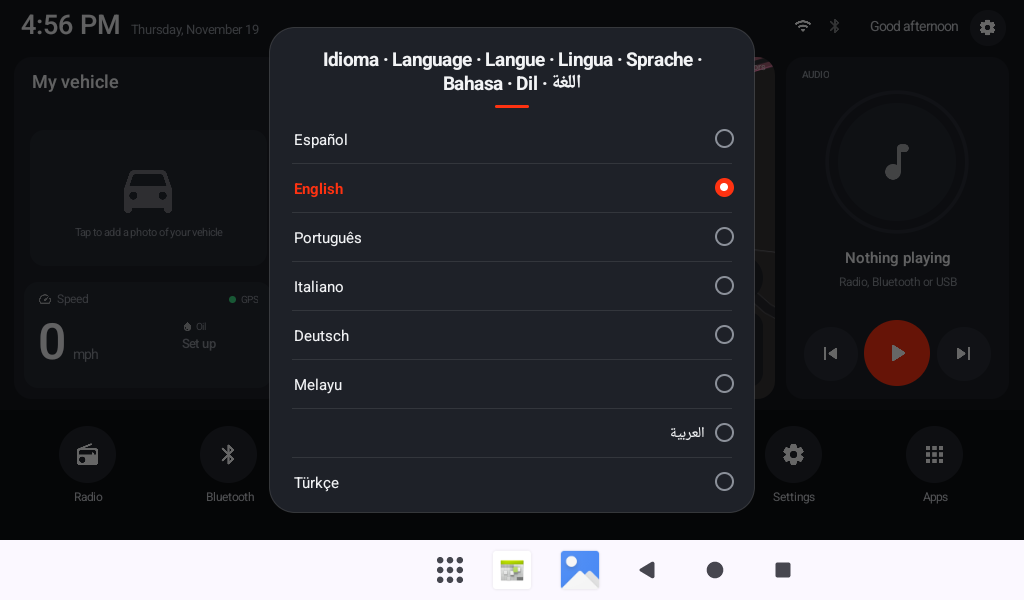 4:56 PM Thursday, November 19
Good afternoon
My vehicle
Tap to add a photo of your vehicle
Speed
GPS
0 mph
Oil
Set up
Idioma · Language · Langue · Lingua · Sprache ·
Bahasa · Dil · اللغة
Español
English
Português
Italiano
Deutsch
Melayu
العربية
Türkçe
AUDIO
Nothing playing
Radio, Bluetooth or USB
Radio
Bluetooth
Settings
Apps